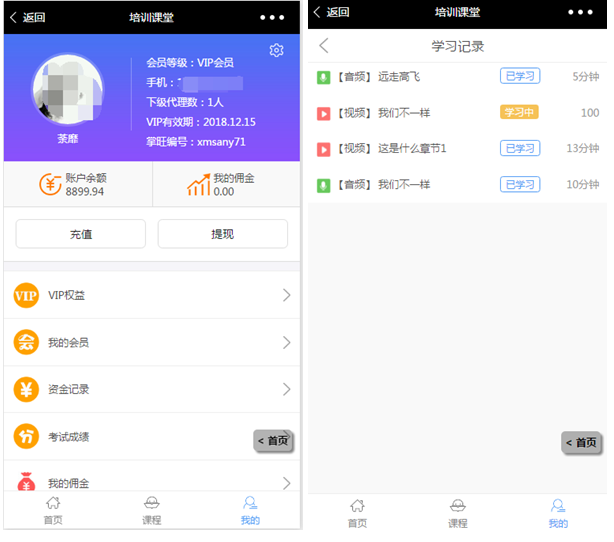 返回
培训课堂
会员等级：VIP会员
手机：
下级代理数：1人
VIP有效期：2018.12.15
掌旺编号：xmsany71
荼靡
账户余额
8899.94
我的佣金
0.00
充值
提现
VIP
VIP权益
会
我的会员
¥
资金记录
分
考试成绩
< 首页
¥
我的佣金
首页
课程
我的
返回
培训课堂
学习记录
【音频】 远走高飞
已学习
5分钟
【视频】 我们不一样
学习中
100
【视频】 这是什么章节1
已学习
13分钟
【音频】 我们不一样
已学习
10分钟
< 首页
首页
课程
我的